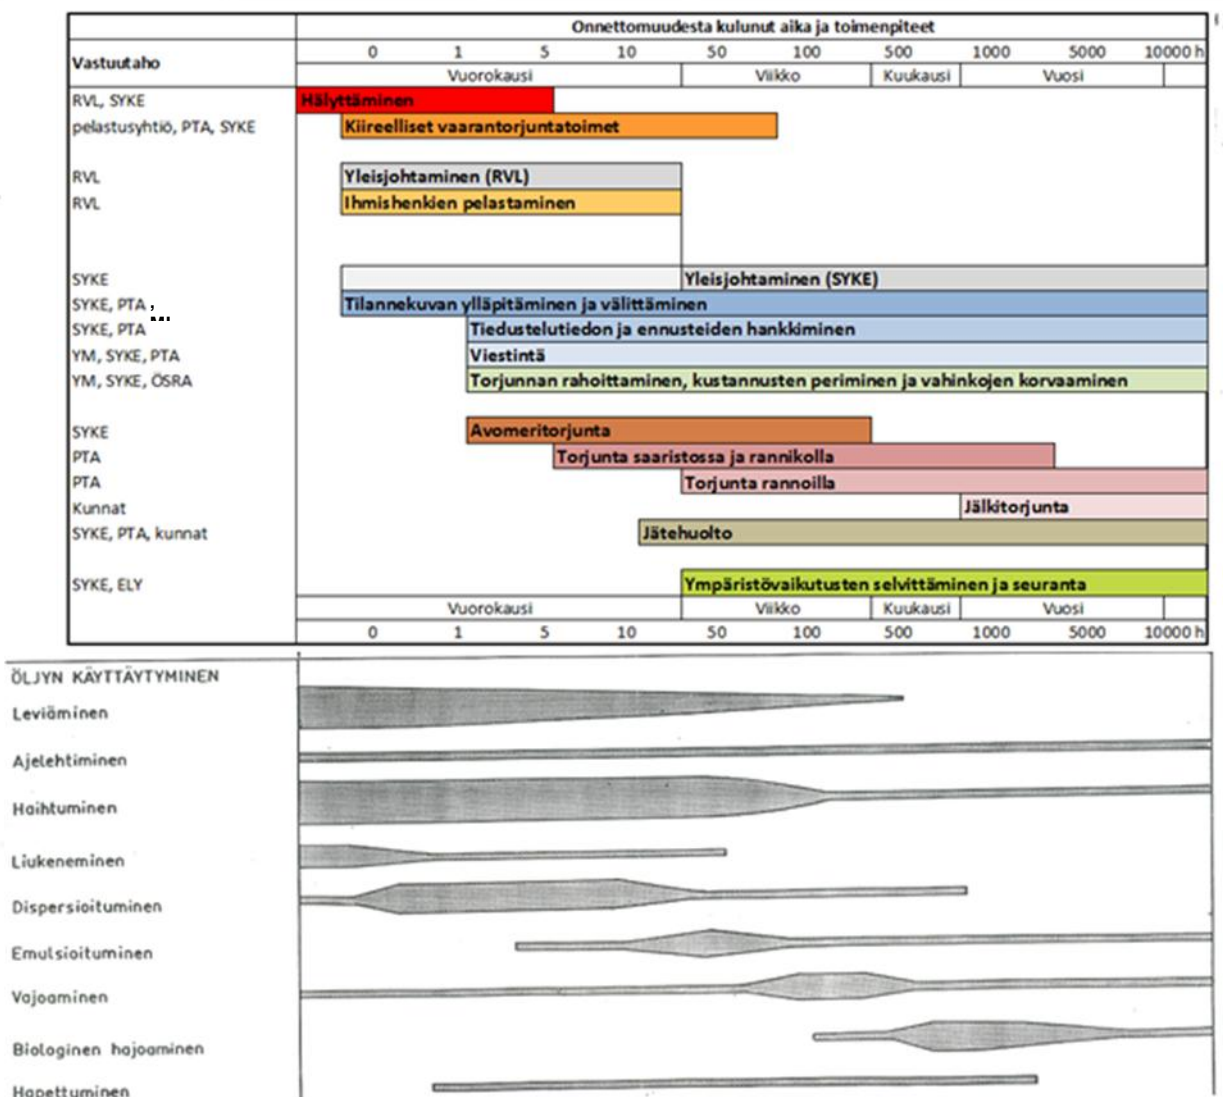 Onnettomuudesta kulunut aika ja toimenpiteet
Vastuutaho
0 1 5 10 50 100 500 1000 5000 10000 h
Vuorokausi Viikko Kuukausi Vuosi
RVL, SYKE Hälyttäminen
pelastusyhtiö, PTA, SYKE Kiireelliset vaarantorjuntatoimet
RVL Yleisjohtaminen (RVL)
RVL Ihmishenkien pelastaminen
SYKE Yleisjohtaminen (SYKE)
SYKE, PTA, Tilannekuvan ylläpitäminen ja välittäminen
SYKE, PTA Tiedustelutiedon ja ennusteiden hankkiminen
YM, SYKE, PTA Viestintä
YM, SYKE, ÖSRA Torjunnan rahoittaminen, kustannusten periminen ja vahinkojen korvaaminen
SYKE Avomeritorjunta
PTA Torjunta saaristossa ja rannikolla
PTA Torjunta rannoilla
Kunnat Jälkitorjunta
SYKE, PTA, kunnat Jätehuolto
SYKE, ELY Ympäristövaikutusten selvittäminen ja seuranta
Vuorokausi Viikko Kuukausi Vuosi
0 1 5 10 50 100 500 1000 5000 10000 h
ÖLJYN KÄYTTÄYTYMINEN
Leviäminen
Ajelehtiminen
Haihtuminen
Liukeneminen
Dispersioituminen
Emulsioituminen
Vajoaminen
Biologinen hajoaminen
Hapettuminen